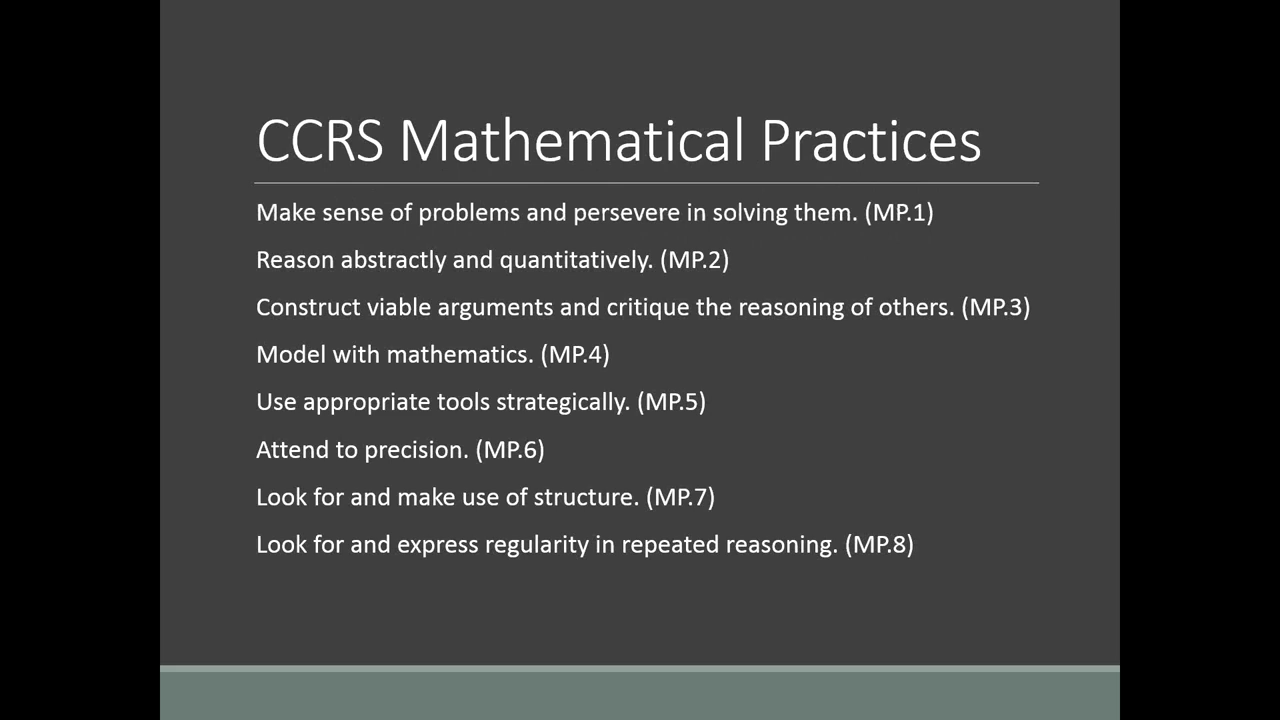 CCRS Mathematical Practices
Make sense of problems and persevere in solving them. (MP.1)
Reason abstractly and quantitatively. (MP.2)
Construct viable arguments and critique the reasoning of others. (MP.3)
Model with mathematics. (MP.4)
Use appropriate tools strategically. (MP.5)
Attend to precision. (MP.6)
Look for and make use of structure. (MP.7)
Look for and express regularity in repeated reasoning. (MP.8)